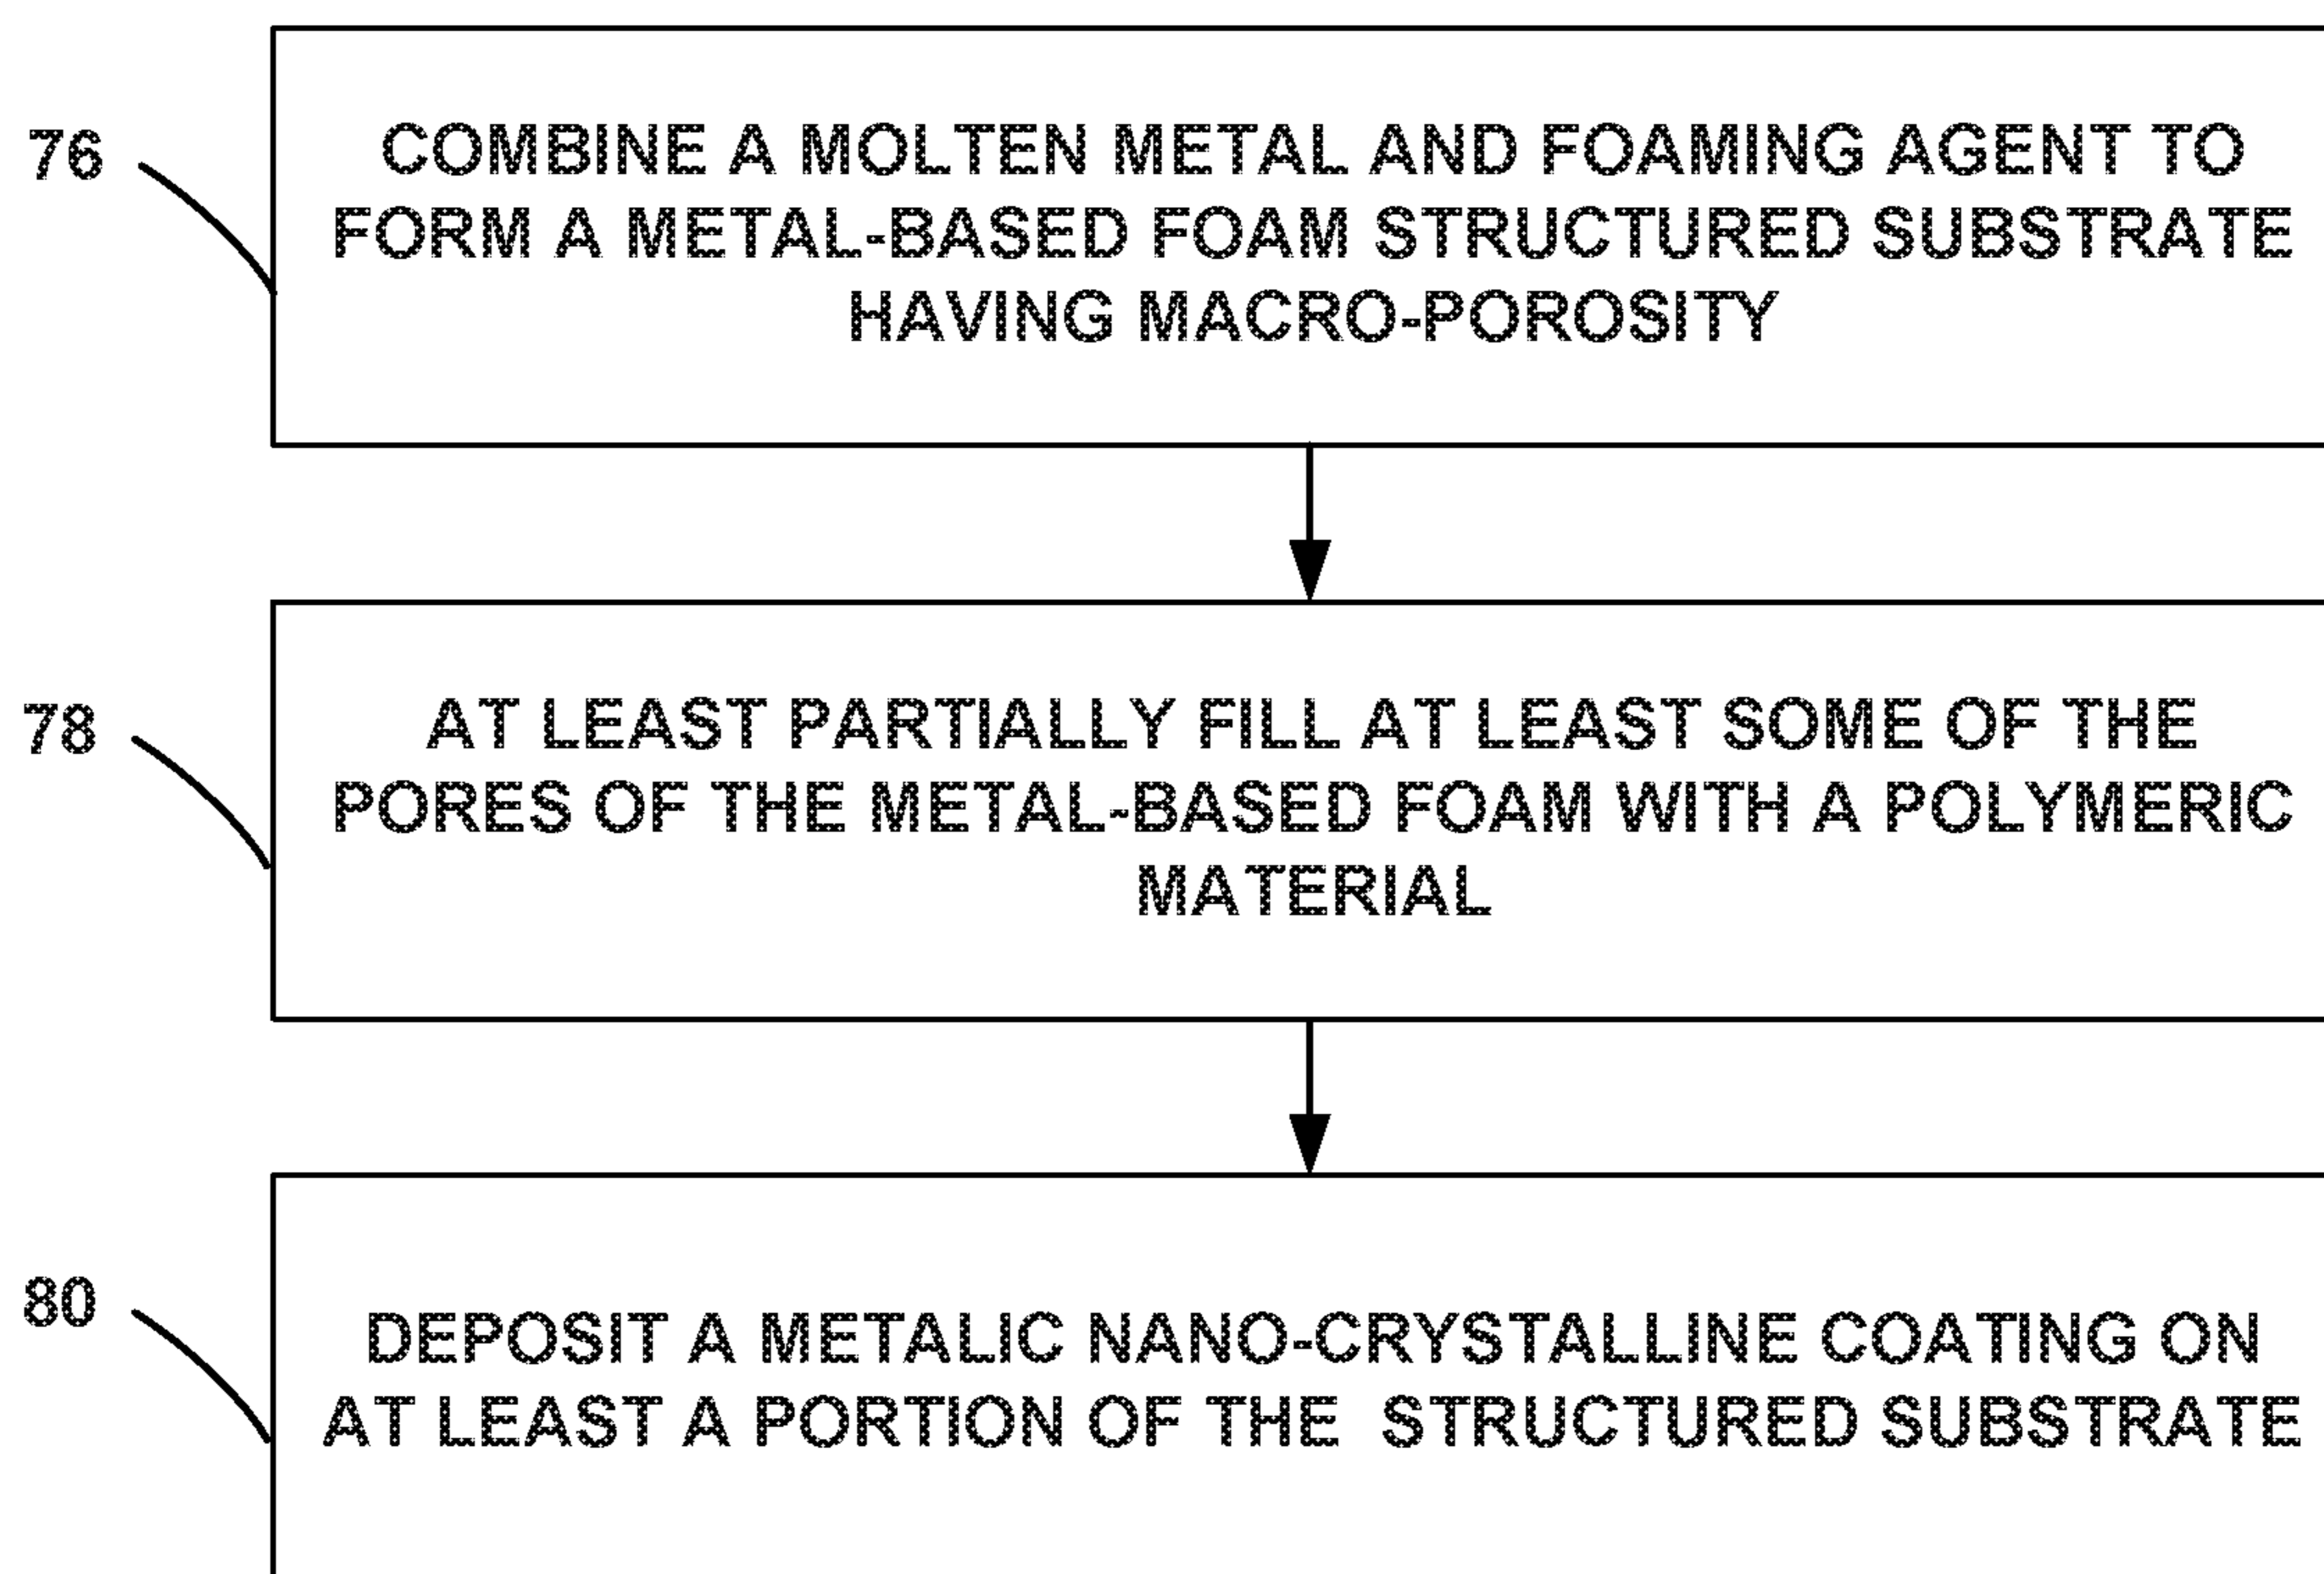 76
COMBINE A MOLTEN METAL AND FOAMING AGENT TO
FORM A METAL-BASED FOAM STRUCTURED SUBSTRATE
HAVING MACRO-POROSITY
78
AT LEAST PARTIALLY FILL AT LEAST SOME OF THE
PORES OF THE METAL-BASED FOAM WITH A POLYMERIC
MATERIAL
80
DEPOSIT A METALIC NANO-CRYSTALLINE COATING ON
AT LEAST A PORTION OF THE STRUCTURED SUBSTRATE